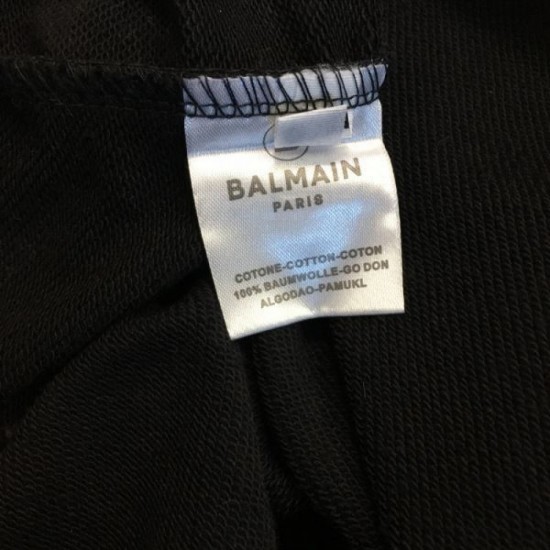 BALMAIN
PARIS
COTONE-COTTON-COTON
100% BAUMWOLLE-GO DON
ALGODAO-PAMUKL